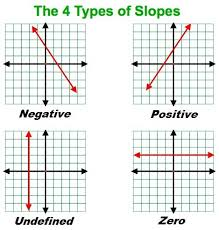 The 4 Types of Slopes
Negative
Positive
Undefined
Zero